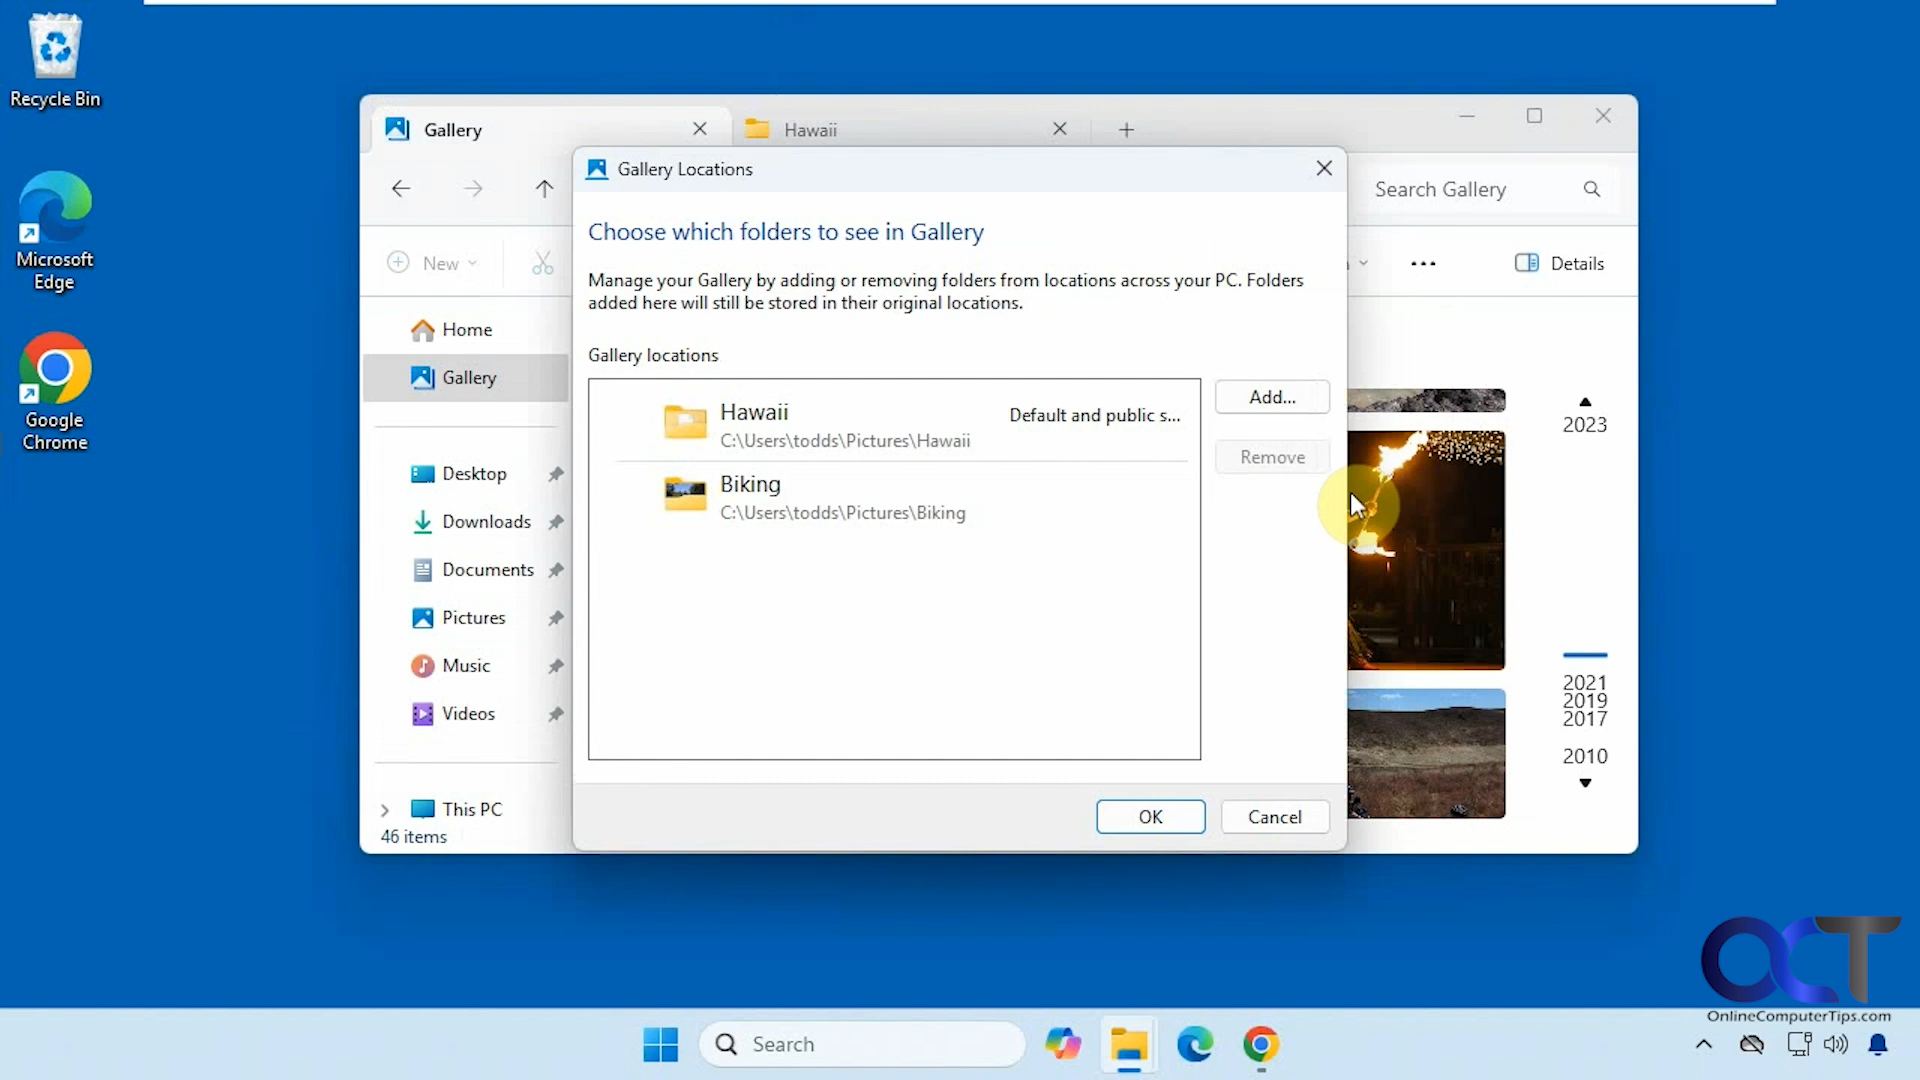 Recycle Bin
Microsoft
Edge
Google
Chrome
Gallery
Hawaii
Search Gallery
New
Details
Home
Gallery
Desktop
Downloads
Documents
Pictures
Music
Videos
This PC
46 items
Gallery Locations
Choose which folders to see in Gallery
Manage your Gallery by adding or removing folders from locations across your PC. Folders
added here will still be stored in their original locations.
Gallery locations
Hawaii
Default and public s...
C:\Users\todds\Pictures\Hawaii
Biking
C:\Users\todds\Pictures\Biking
Add...
Remove
OK
Cancel
2023
2021
2019
2017
2010
OCT
OnlineComputerTips.com
Search